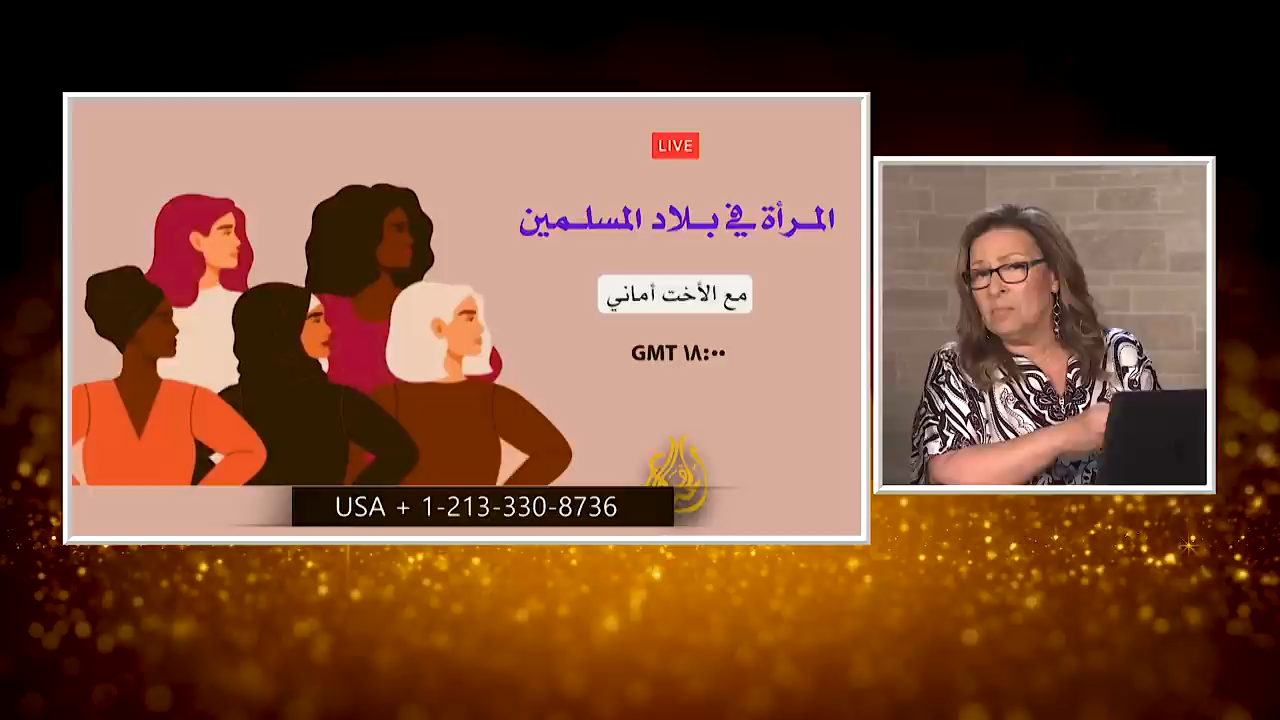 LIVE
المرأة في بلاد المسلمين
مع الأخت أماني
GMT ١٨:٠٠
USA + 1-213-330-8736